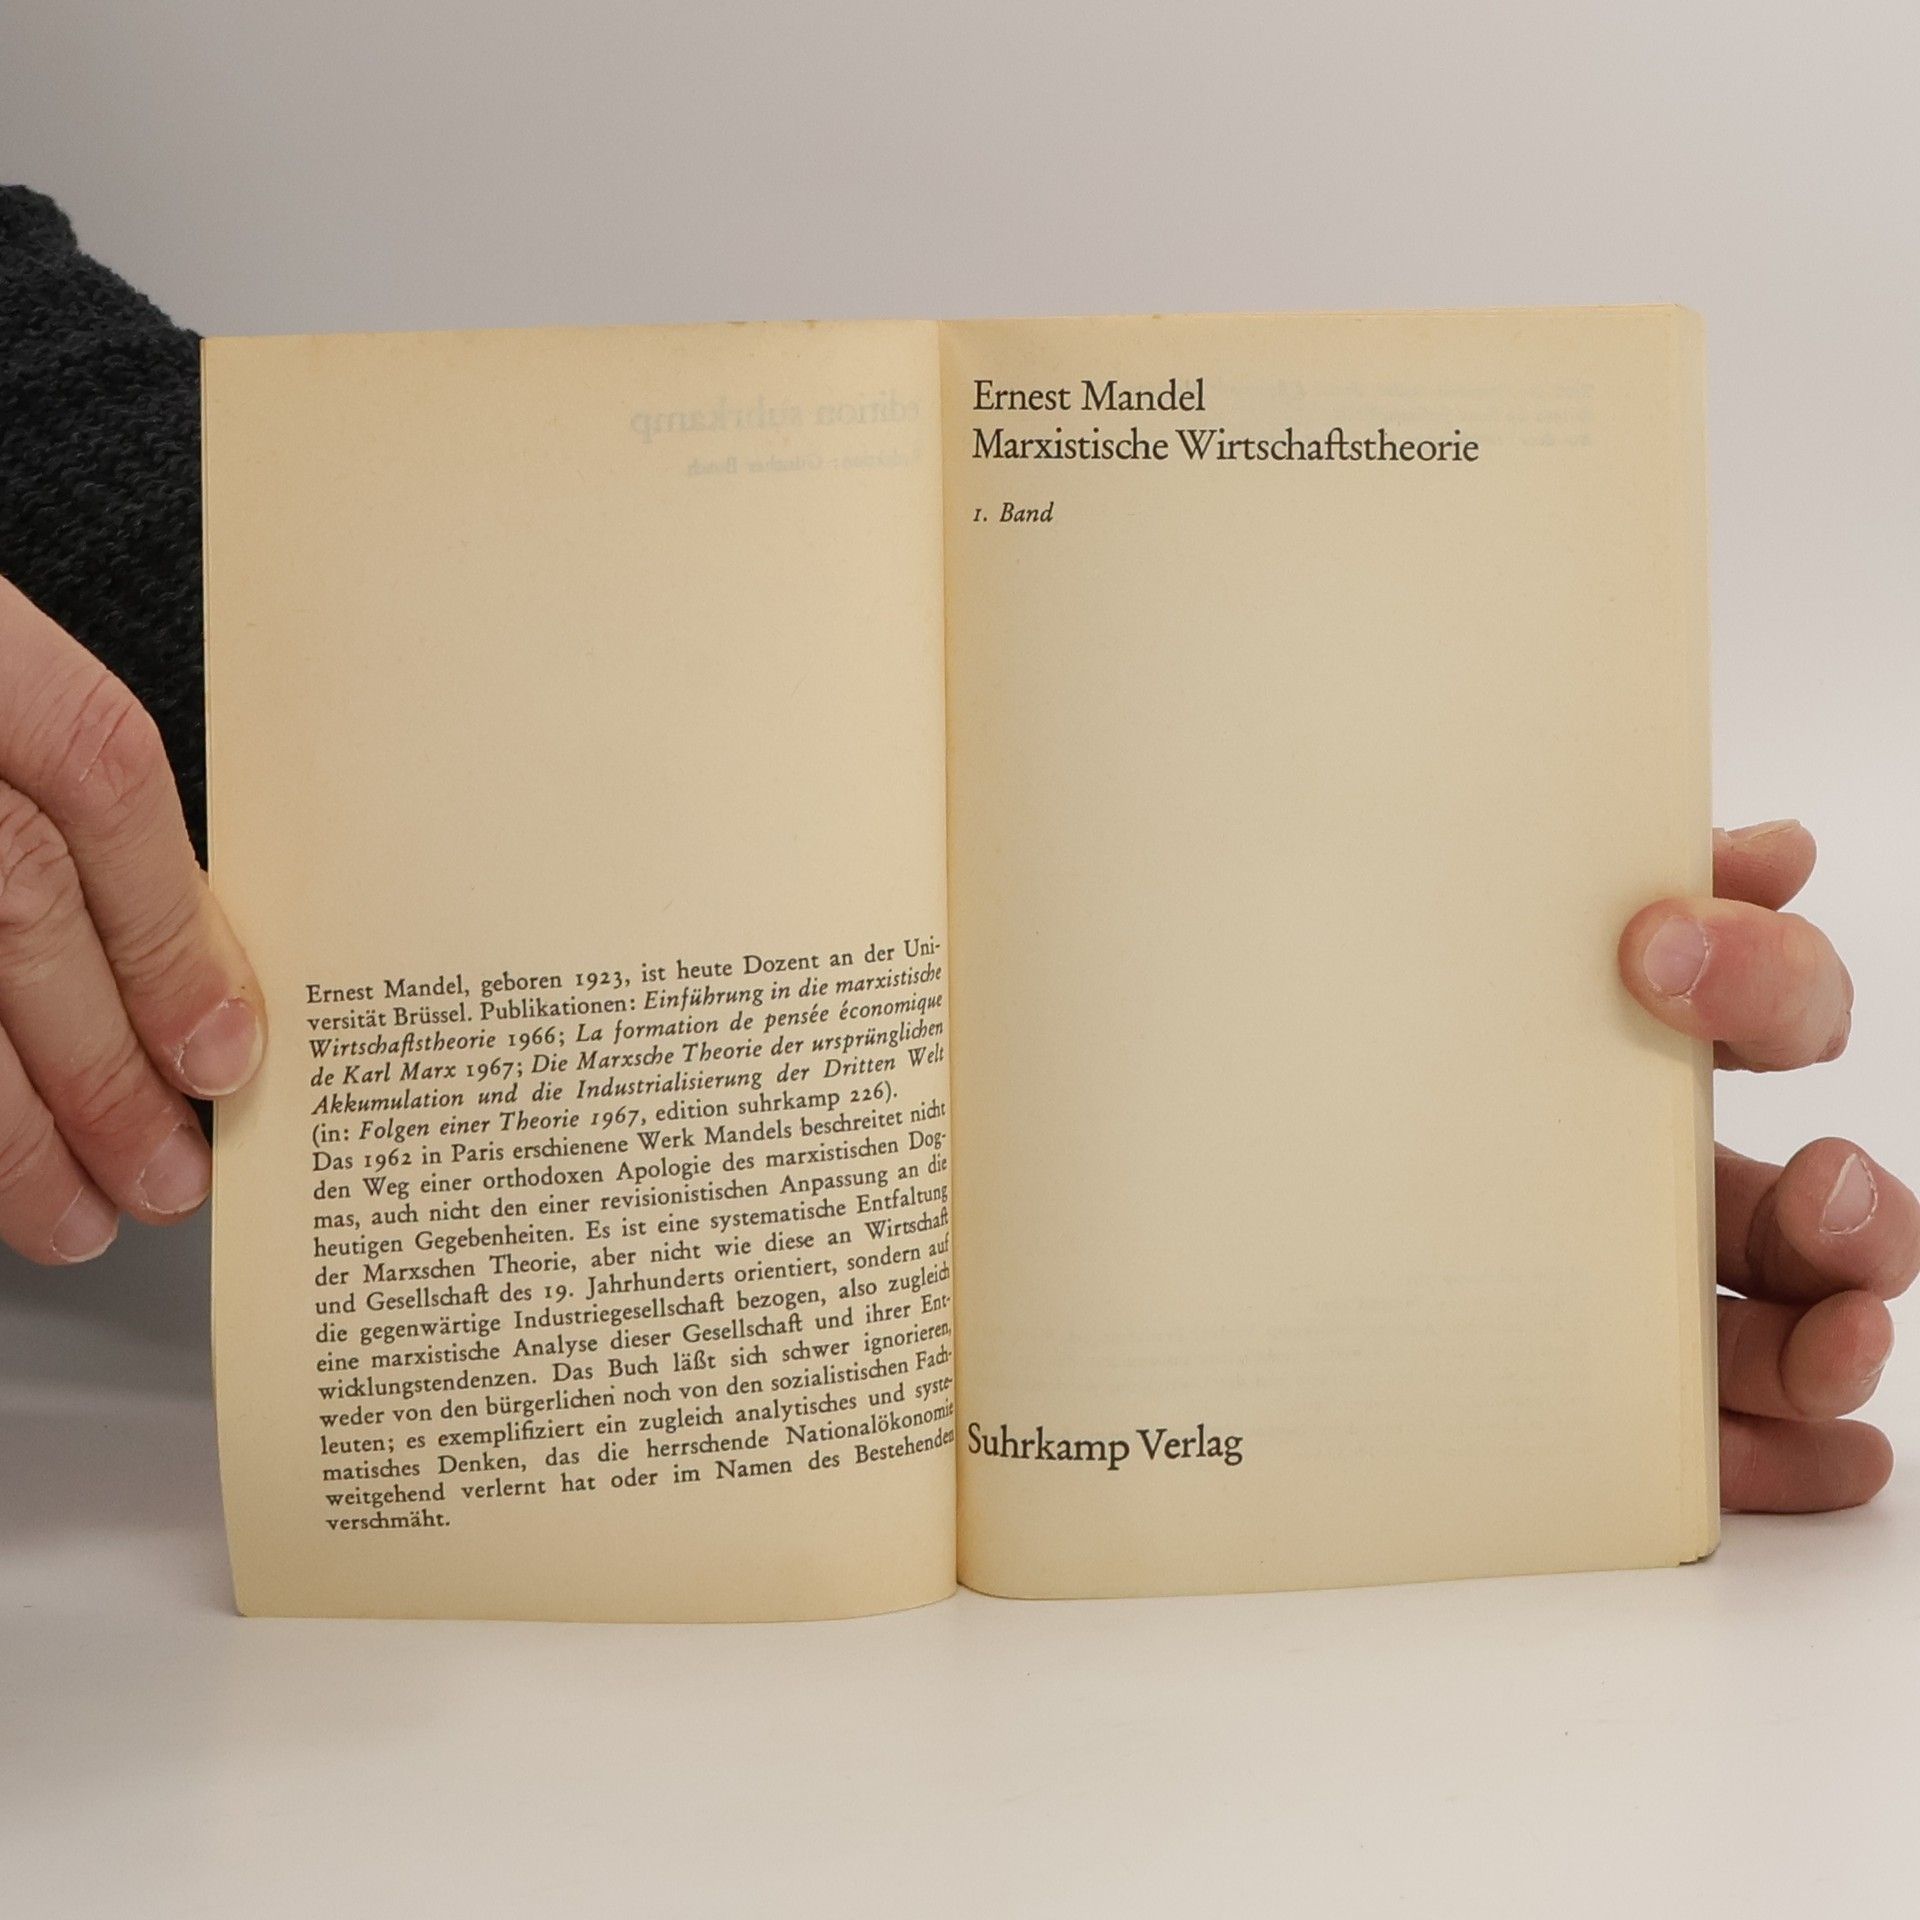 edition suhrkamp
Redaktion: Günther Busch
Ernest Mandel, geboren 1923, ist heute Dozent an der Uni-
versität Brüssel. Publikationen: Einführung in die marxistische
Wirtschaftstheorie 1966; La formation de pensée économique
de Karl Marx 1967; Die Marxsche Theorie der ursprünglichen
Akkumulation und die Industrialisierung der Dritten Welt
(in: Folgen einer Theorie 1967, edition suhrkamp 226).
Das 1962 in Paris erschienene Werk Mandels beschreitet nicht
den Weg einer orthodoxen Apologie des marxistischen Dog-
mas, auch nicht den einer revisionistischen Anpassung an die
heutigen Gegebenheiten. Es ist eine systematische Entfaltung
der Marxschen Theorie, aber nicht wie diese an Wirtschaft
und Gesellschaft des 19. Jahrhunderts orientiert, sondern auf
die gegenwärtige Industriegesellschaft bezogen, also zugleich
eine marxistische Analyse dieser Gesellschaft und ihrer Ent-
wicklungstendenzen. Das Buch läßt sich schwer ignorieren,
weder von den bürgerlichen noch von den sozialistischen Fach-
leuten; es exemplifiziert ein zugleich analytisches und syste-
matisches Denken, das die herrschende Nationalökonomie
weitgehend verlernt hat oder im Namen des Bestehenden
verschmäht.
Ernest Mandel
Marxistische Wirtschaftstheorie
1. Band
Suhrkamp Verlag